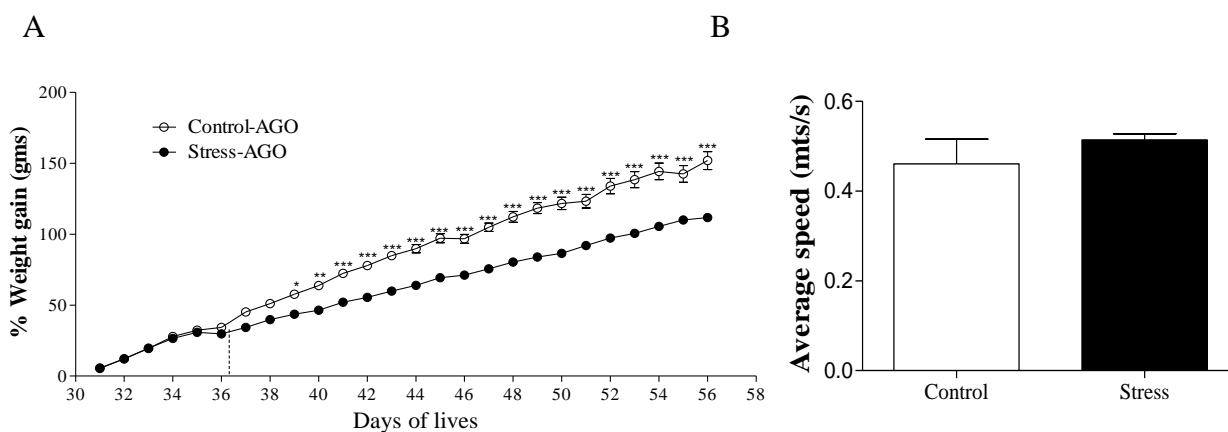 A
B
% Weight gain (gms)
200
150
100
50
0
Control-AGO
Stress-AGO
* ** *** *** *** *** *** *** *** *** *** *** *** *** *** *** *** ***
30 32 34 36 38 40 42 44 46 48 50 52 54 56 58
Days of lives
Average speed (mts/s)
0.6
0.4
0.2
0.0
Control Stress